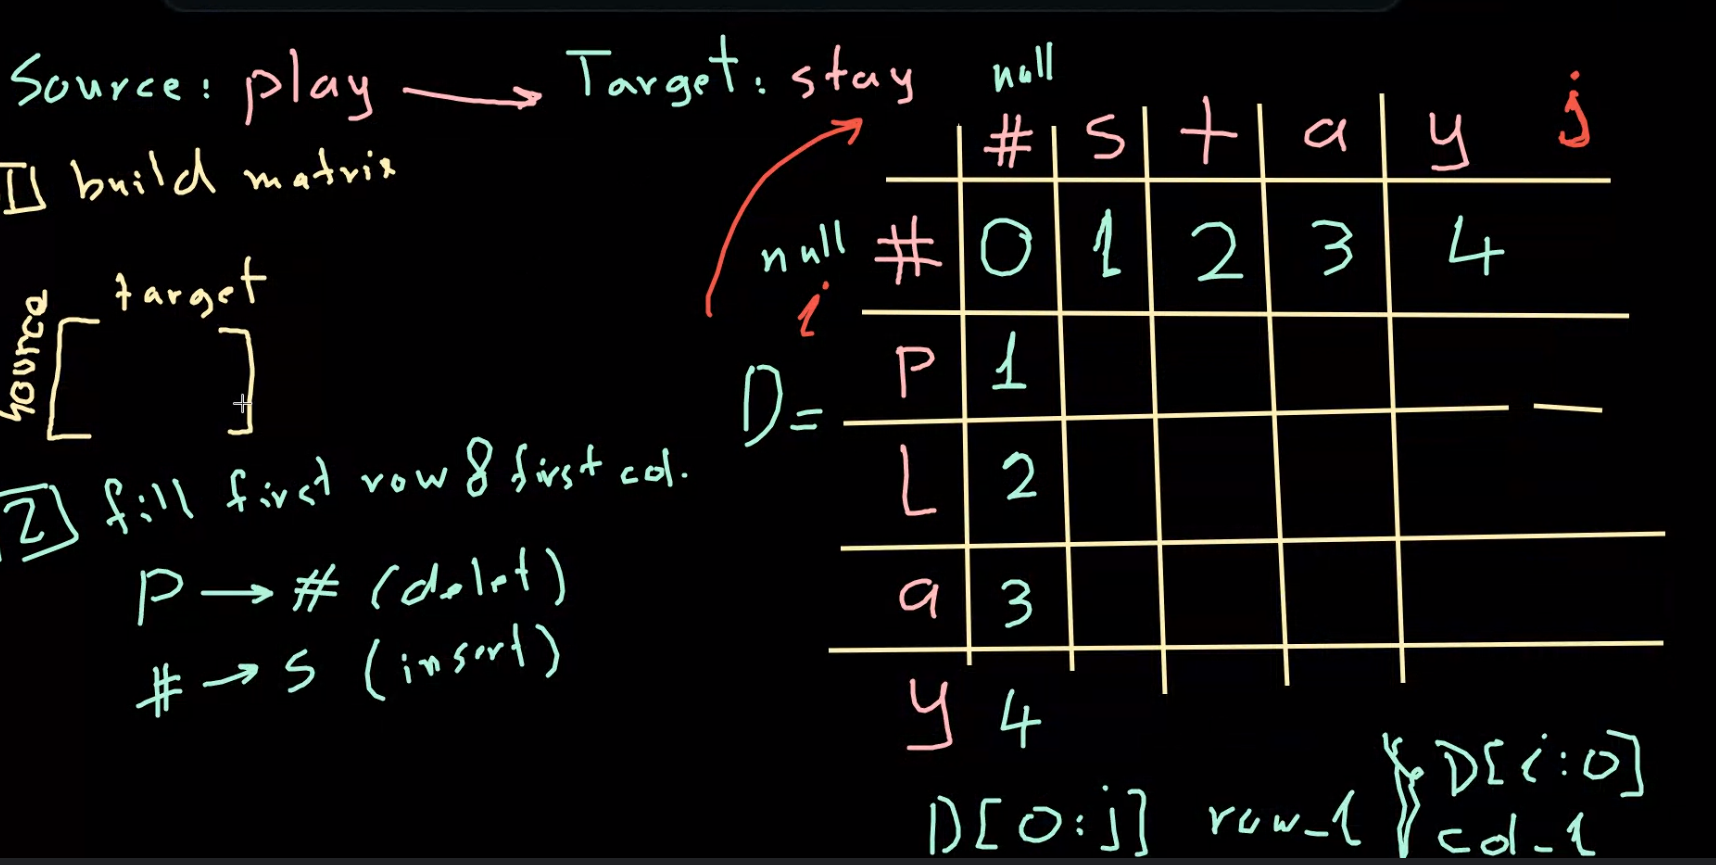 Source: play → Target: stay
1 build matrix
target
source
2 fill first row & first col.
P → # (delet)
# → S (insert)
null
# s t a y j
null # 0 1 2 3 4
i
D=
P 1
L 2
a 3
y 4
D[0:j] row_1
D[i:0]
col_1